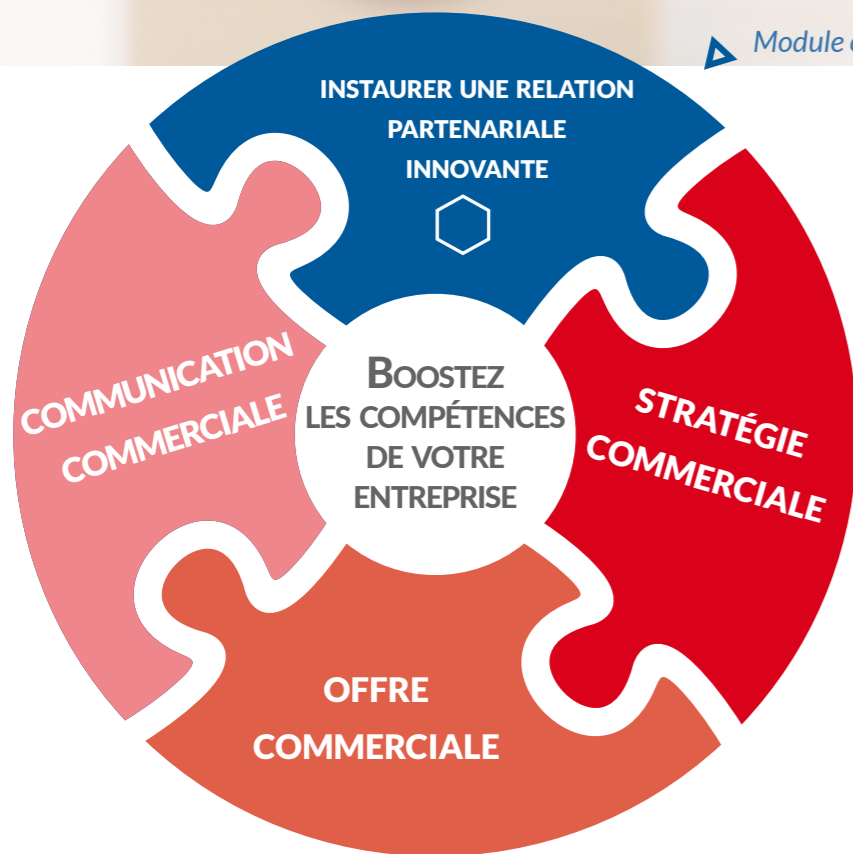 Module
INSTAURER UNE RELATION
PARTENARIALE
INNOVANTE
COMMUNICATION
COMMERCIALE
BOOSTEZ
LES COMPÉTENCES
DE VOTRE
ENTREPRISE
STRATÉGIE
COMMERCIALE
OFFRE
COMMERCIALE